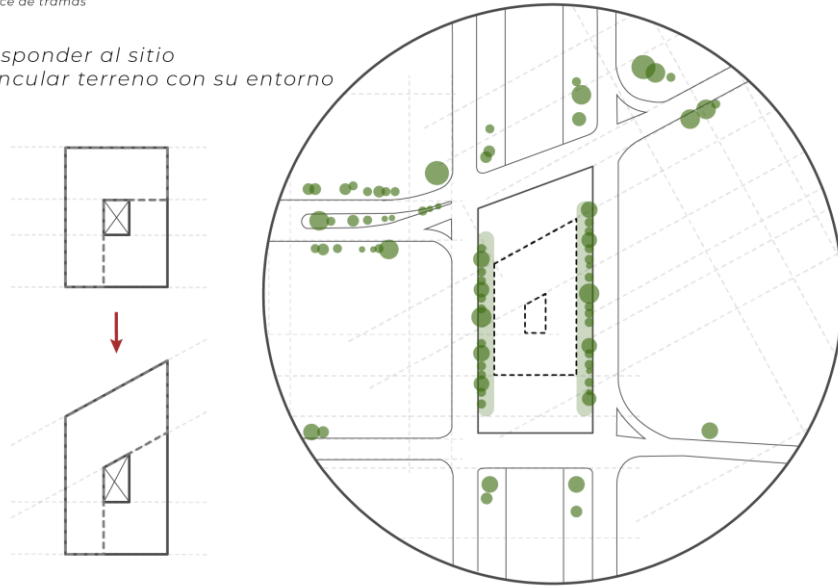 ce de tramas
sponder al sitio
ncular terreno con su entorno